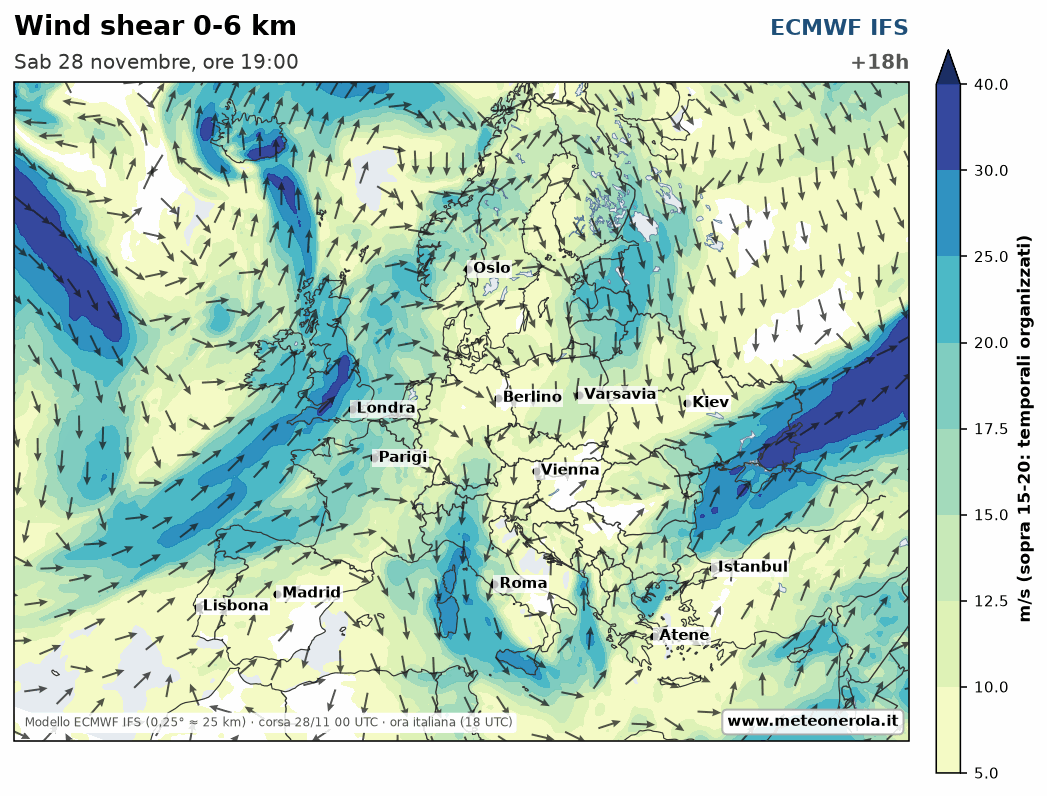 Wind shear 0-6 km
ECMWF IFS
Sab 28 novembre, ore 19:00
+18h
40.0
30.0
25.0
20.0
17.5
15.0
12.5
10.0
5.0
m/s (sopra 15-20: temporali organizzati)
Oslo
Berlino
Varsavia
Kiev
Londra
Parigi
Vienna
Istanbul
Roma
Madrid
Lisbona
Atene
Modello ECMWF IFS (0,25° ≈ 25 km) · corsa 28/11 00 UTC · ora italiana (18 UTC)
www.meteonerola.it